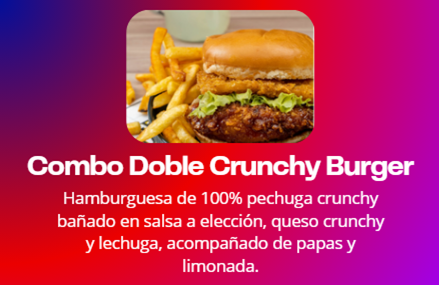 Combo Doble Crunchy Burger
Hamburguesa de 100% pechuga crunchy
bañado en salsa a elección, queso crunchy
y lechuga, acompañado de papas y
limonada.